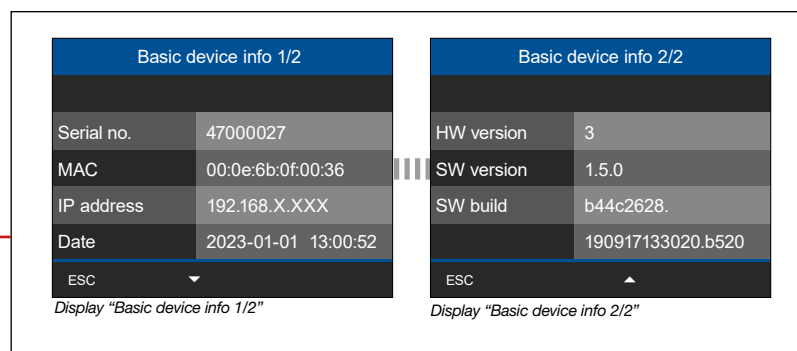 Basic device info 1/2
Serial no. 47000027
MAC 00:0e:6b:0f:00:36
IP address 192.168.X.XXX
Date 2023-01-01 13:00:52
ESC
Display “Basic device info 1/2”
Basic device info 2/2
HW version 3
SW version 1.5.0
SW build b44c2628.
190917133020.b520
ESC
Display “Basic device info 2/2”